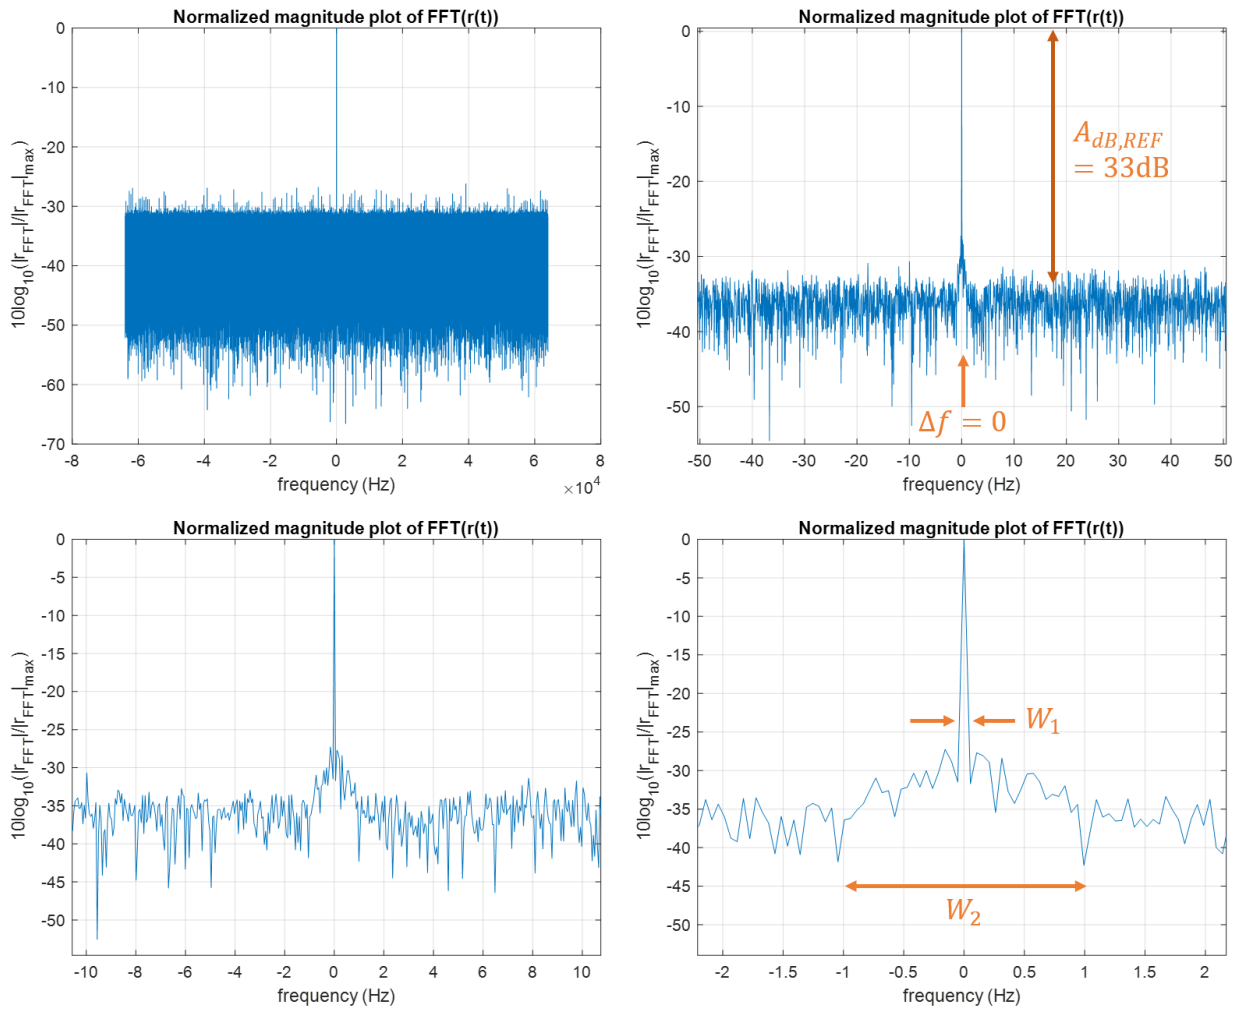 Normalized magnitude plot of FFT(r(t))
10log10(|rFFT|/|rFFT|max)
0
-10
-20
-30
-40
-50
-60
-70
-8 -6 -4 -2 0 2 4 6 8
×10^4
frequency (Hz)
Normalized magnitude plot of FFT(r(t))
10log10(|rFFT|/|rFFT|max)
0
-10
-20
-30
-40
-50
A_dB,REF
= 33dB
Δf = 0
-50 -40 -30 -20 -10 0 10 20 30 40 50
frequency (Hz)
Normalized magnitude plot of FFT(r(t))
10log10(|rFFT|/|rFFT|max)
0
-5
-10
-15
-20
-25
-30
-35
-40
-45
-50
-10 -8 -6 -4 -2 0 2 4 6 8 10
frequency (Hz)
Normalized magnitude plot of FFT(r(t))
10log10(|rFFT|/|rFFT|max)
0
-5
-10
-15
-20
-25
-30
-35
-40
-45
-50
W1
W2
-2 -1.5 -1 -0.5 0 0.5 1 1.5 2
frequency (Hz)